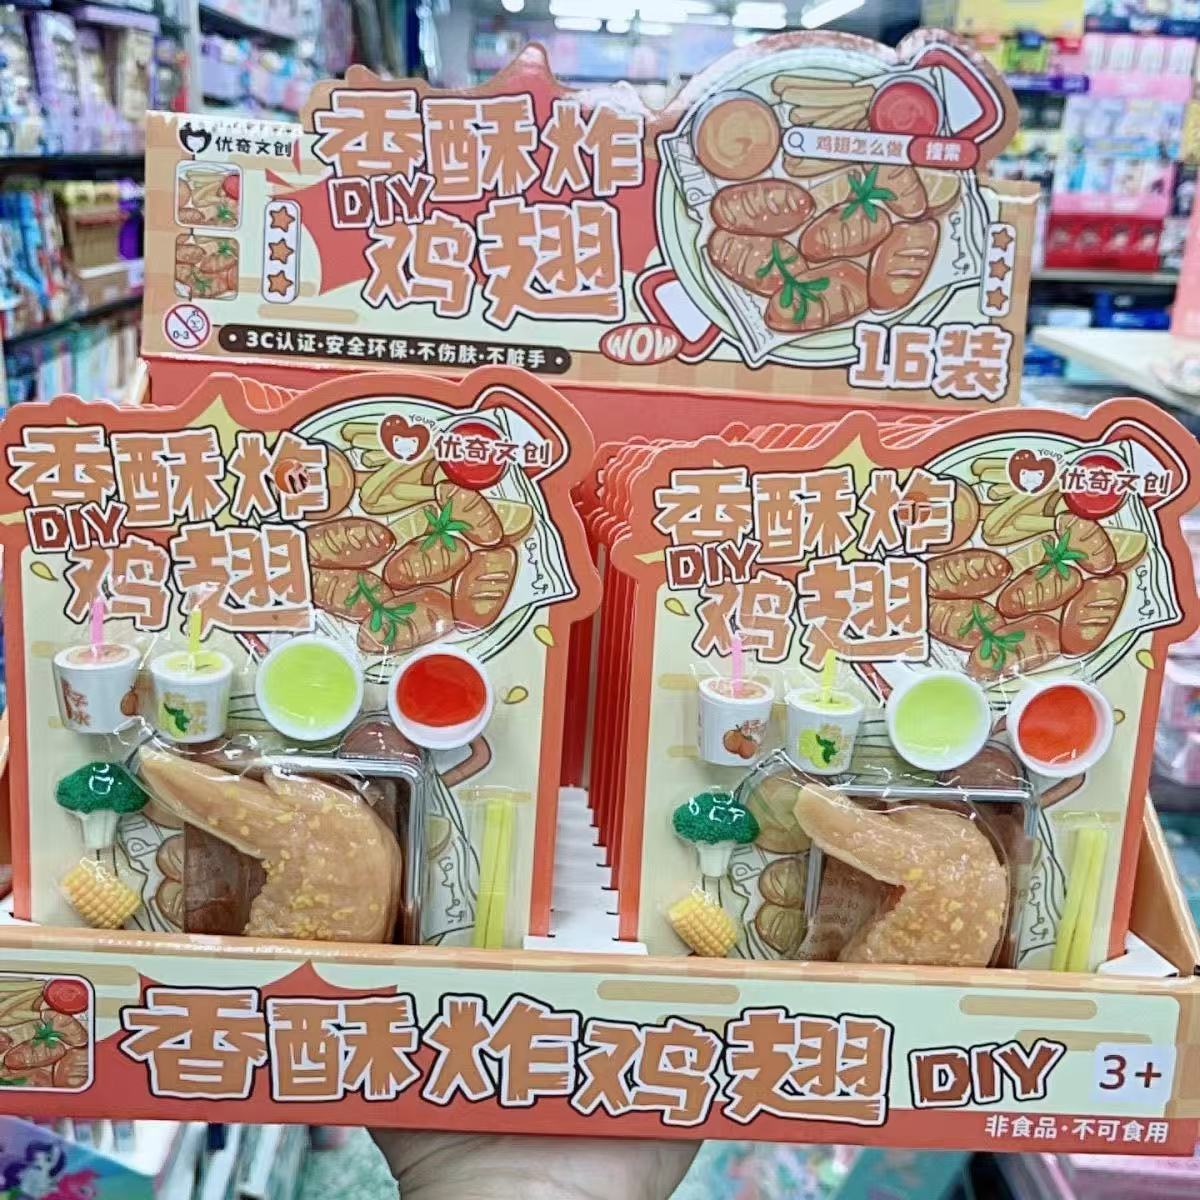 优奇文创
香酥炸
DIY
鸡翅
鸡翅怎么做
搜索
0-3
3C认证·安全环保·不伤肤·不脏手
WOW
16装
优奇文创
香酥炸
DIY
鸡翅
优奇文创
香酥炸
DIY
鸡翅
香酥炸鸡翅 DIY
3+
非食品·不可食用